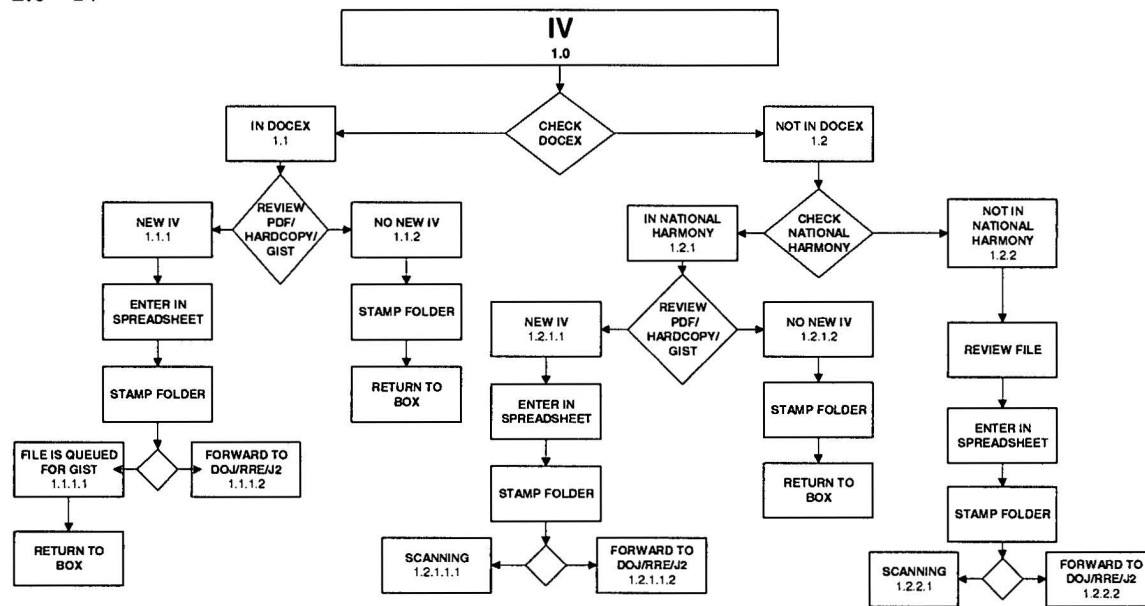 IV
1.0
IN DOCEX
1.1
CHECK
DOCEX
NOT IN DOCEX
1.2
NEW IV
1.1.1
REVIEW
PDF/
HARDCOPY/
GIST
NO NEW IV
1.1.2
IN NATIONAL
HARMONY
1.2.1
CHECK
NATIONAL
HARMONY
NOT IN
NATIONAL
HARMONY
1.2.2
ENTER IN
SPREADSHEET
STAMP FOLDER
NEW IV
1.2.1.1
REVIEW
PDF/
HARDCOPY/
GIST
NO NEW IV
1.2.1.2
REVIEW FILE
STAMP FOLDER
RETURN TO
BOX
ENTER IN
SPREADSHEET
STAMP FOLDER
ENTER IN
SPREADSHEET
FILE IS QUEUED
FOR GIST
1.1.1.1
FORWARD TO
DOJ/RRE/J2
1.1.1.2
STAMP FOLDER
RETURN TO
BOX
STAMP FOLDER
RETURN TO
BOX
SCANNING
1.2.1.1.1
FORWARD TO
DOJ/RRE/J2
1.2.1.1.2
SCANNING
1.2.2.1
FORWARD TO
DOJ/RRE/J2
1.2.2.2